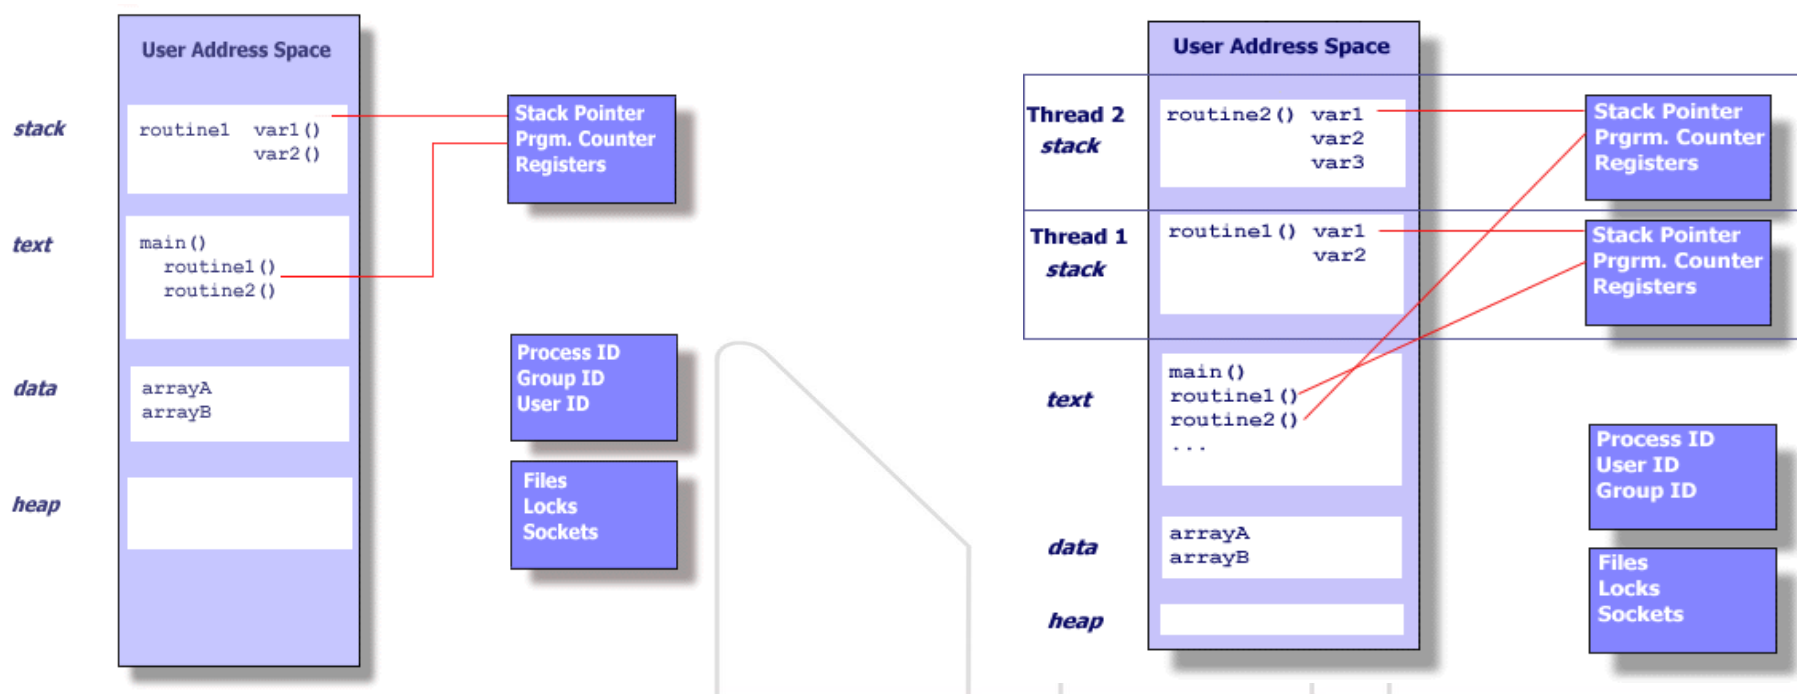 User Address Space
stack
routine1 var1()
var2()
Stack Pointer
Prgm. Counter
Registers
text
main()
routine1()
routine2()
Process ID
Group ID
User ID
data
arrayA
arrayB
Files
Locks
Sockets
heap
User Address Space
Thread 2
stack
routine2() var1
var2
var3
Stack Pointer
Prgrm. Counter
Registers
Thread 1
stack
routine1() var1
var2
Stack Pointer
Prgrm. Counter
Registers
text
main()
routine1()
routine2()
...
Process ID
User ID
Group ID
data
arrayA
arrayB
Files
Locks
Sockets
heap